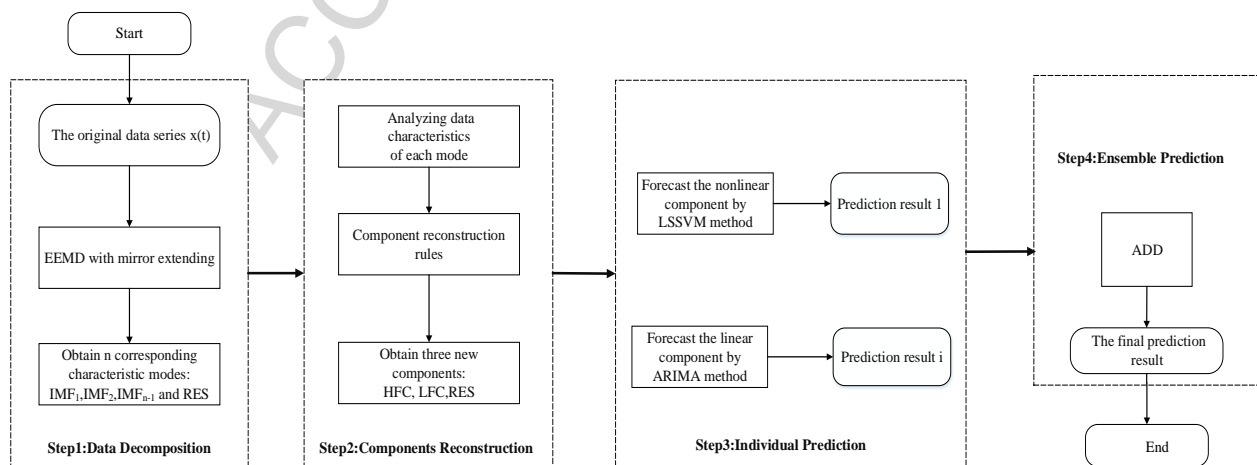 Start
The original data series x(t)
EEMD with mirror extending
Obtain n corresponding
characteristic modes:
IMF₁,IMF₂,IMFₙ₋₁ and RES
Step1:Data Decomposition
ACC
Analyzing data
characteristics
of each mode
Component reconstruction
rules
Obtain three new
components:
HFC, LFC,RES
Step2:Components Reconstruction
Forecast the nonlinear
component by
LSSVM method
Prediction result 1
Forecast the linear
component by
ARIMA method
Prediction result i
Step3:Individual Prediction
Step4:Ensemble Prediction
ADD
The final prediction
result
End